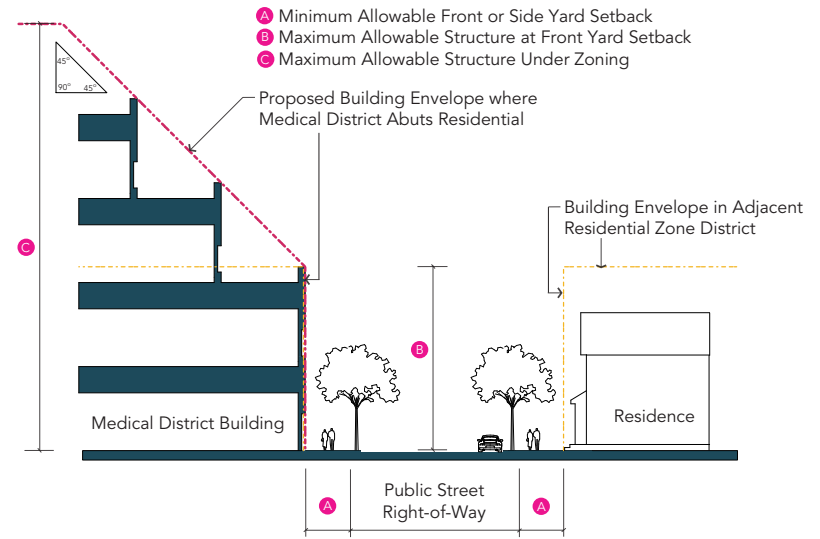 A Minimum Allowable Front or Side Yard Setback
B Maximum Allowable Structure at Front Yard Setback
C Maximum Allowable Structure Under Zoning
45°
90° 45°
Proposed Building Envelope where
Medical District Abuts Residential
Building Envelope in Adjacent
Residential Zone District
C
B
Medical District Building
Residence
A
Public Street
Right-of-Way
A